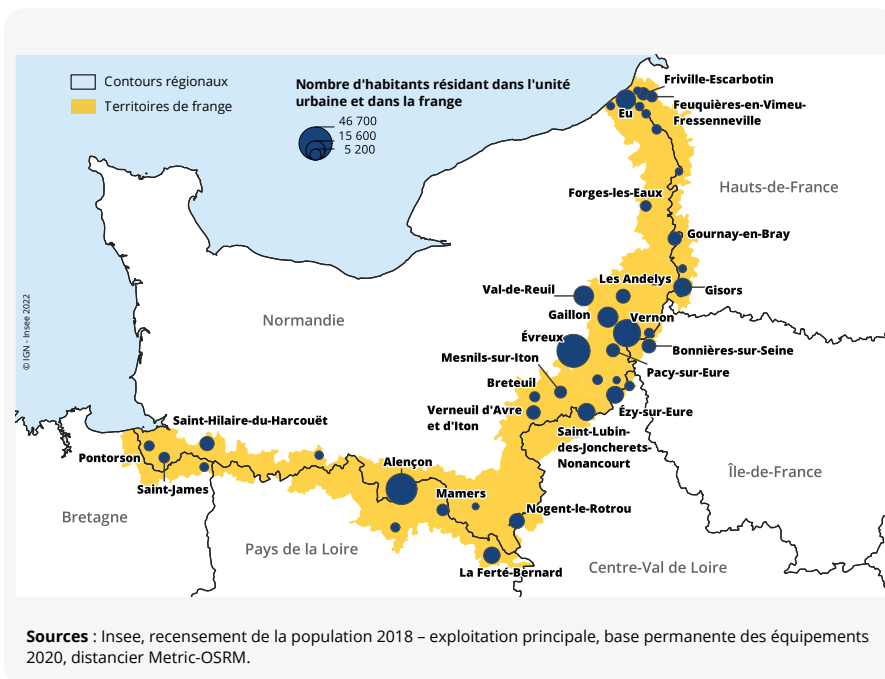 Contours régionaux
Territoires de frange
Nombre d'habitants résidant dans l'unité
urbaine et dans la frange
46 700
15 600
5 200
Friville-Escarbotin
Feuquières-en-Vimeu-
Fressenneville
Eu
Hauts-de-France
Forges-les-Eaux
Gournay-en-Bray
Les Andelys
Val-de-Reuil
Gisors
Gaillon
Vernon
Normandie
Évreux
Bonnières-sur-Seine
Mesnils-sur-Iton
Pacy-sur-Eure
Breteuil
Verneuil d'Avre
et d'Iton
Ézy-sur-Eure
Saint-Lubin-
des-Joncherets-
Nonancourt
Saint-Hilaire-du-Harcouët
Pontorson
Saint-James
Alençon
Mamers
Île-de-France
Nogent-le-Rotrou
Bretagne
Pays de la Loire
La Ferté-Bernard
Centre-Val de Loire
© IGN - Insee 2022
Sources : Insee, recensement de la population 2018 – exploitation principale, base permanente des équipements
2020, distancier Metric-OSRM.